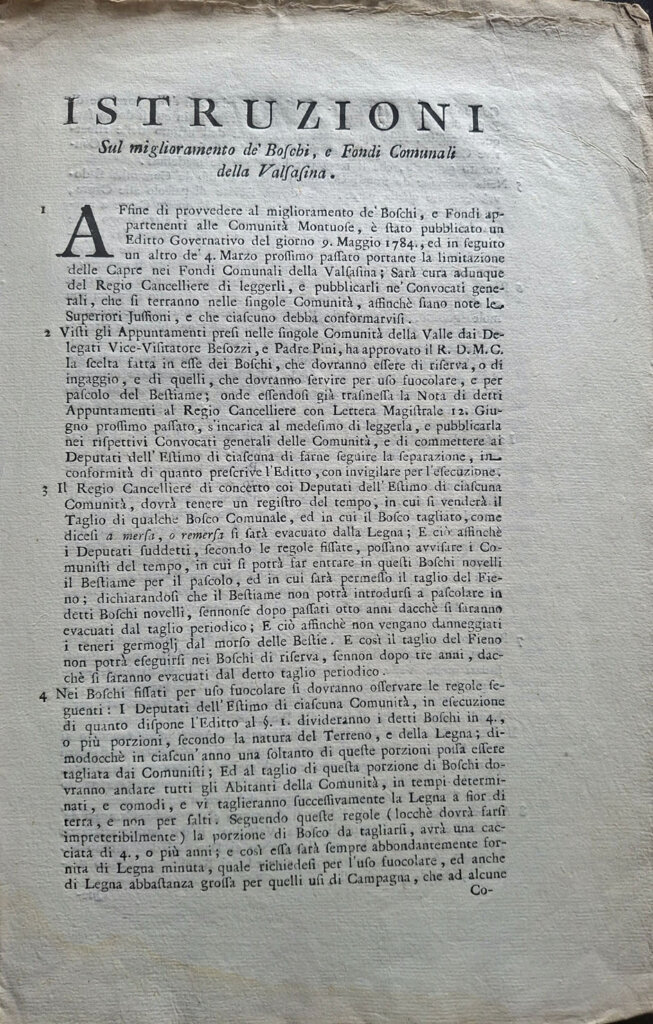 ISTRUZIONI
Sul miglioramento de' Boſchi, e Fondi Comunali
della Valſaſina.
1 AFfine di provvedere al miglioramento de' Boſchi, e Fondi ap-
partenenti alle Comunità Montuoſe, è ſtato pubblicato un
Editto Governativo del giorno 9. Maggio 1784., ed in ſeguito
un altro de' 4. Marzo proſſimo paſſato portante la limitazione
delle Capre nei Fondi Comunali della Valſaſina; Sarà cura adunque
del Regio Cancelliere di leggerli, e pubblicarli ne' Convocati gene-
rali, che ſi terranno nelle ſingole Comunità, affinchè ſiano note le
Superiori Juſſioni, e che ciaſcuno debba conformarviſi.
2 Viſti gli Appuntamenti preſi nelle ſingole Comunità della Valle dai De-
legati Vice-Viſitatore Beſozzi, e Padre Pini, ha approvato il R. D. M. C.
la ſcelta fatta in eſſe dei Boſchi, che dovranno eſſere di riſerva, o di
ingaggio, e di quelli, che dovranno ſervire per uſo fuocolare, e per
paſcolo del Beſtiame; onde eſſendoſi già traſmeſſa la Nota di detti
Appuntamenti al Regio Cancelliere con Lettera Magiſtrale 12. Giu-
gno proſſimo paſſato, s'incarica al medeſimo di leggerla, e pubblicarla
nei riſpettivi Convocati generali delle Comunità, e di commettere ai
Deputati dell' Eſtimo di ciaſcuna di farne ſeguire la ſeparazione, in
conformità di quanto preſcrive l'Editto, con invigilare per l'eſecuzione.
3 Il Regio Cancelliere di concerto coi Deputati dell' Eſtimo di ciaſcuna
Comunità, dovrà tenere un regiſtro del tempo, in cui ſi venderà il
Taglio di qualche Boſco Comunale, ed in cui il Boſco tagliato, come
diceſi a merſa, o remerſa ſi ſarà evacuato dalla Legna; E ciò affinchè
i Deputati ſuddetti, ſecondo le regole fiſſate, poſſano avviſare i Co-
muniſti del tempo, in cui ſi potrà far entrare in queſti Boſchi novelli
il Beſtiame per il paſcolo, ed in cui ſarà permeſſo il taglio del Fie-
no; dichiarandoſi che il Beſtiame non potrà introdurſi a paſcolare in
detti Boſchi novelli, ſennonſe dopo paſſati otto anni dacchè ſi ſaranno
evacuati dal taglio periodico; E ciò affinchè non vengano danneggiati
i teneri germoglj dal morſo delle Beſtie. E così il taglio del Fieno
non potrà eſeguirſi nei Boſchi di riſerva, ſennon dopo tre anni, dac-
chè ſi ſaranno evacuati dal detto taglio periodico.
4 Nei Boſchi fiſſati per uſo fuocolare ſi dovranno oſſervare le regole ſe-
guenti: I Deputati dell' Eſtimo di ciaſcuna Comunità, in eſecuzione
di quanto diſpone l'Editto al §. 1. divideranno i detti Boſchi in 4.,
o più porzioni, ſecondo la natura del Terreno, e della Legna; di-
modocchè in ciaſcun' anno una ſoltanto di queſte porzioni poſſa eſſere
tagliata dai Comuniſti; Ed al taglio di queſta porzione di Boſchi do-
vranno andare tutti gli Abitanti della Comunità, in tempi determi-
nati, e comodi, e vi taglieranno ſucceſſivamente la Legna a fior di
terra, e non per ſalti. Seguendo queſte regole (locchè dovrà farſi
impreteribilmente) la porzione di Boſco da tagliarſi, avrà una cac-
ciata di 4., o più anni; e così eſſa ſarà ſempre abbondantemente for-
nita di Legna minuta, quale richiedeſi per l'uſo fuocolare, ed anche
di Legna abbaſtanza groſſa per quelli uſi di Campagna, che ad alcune
Co-